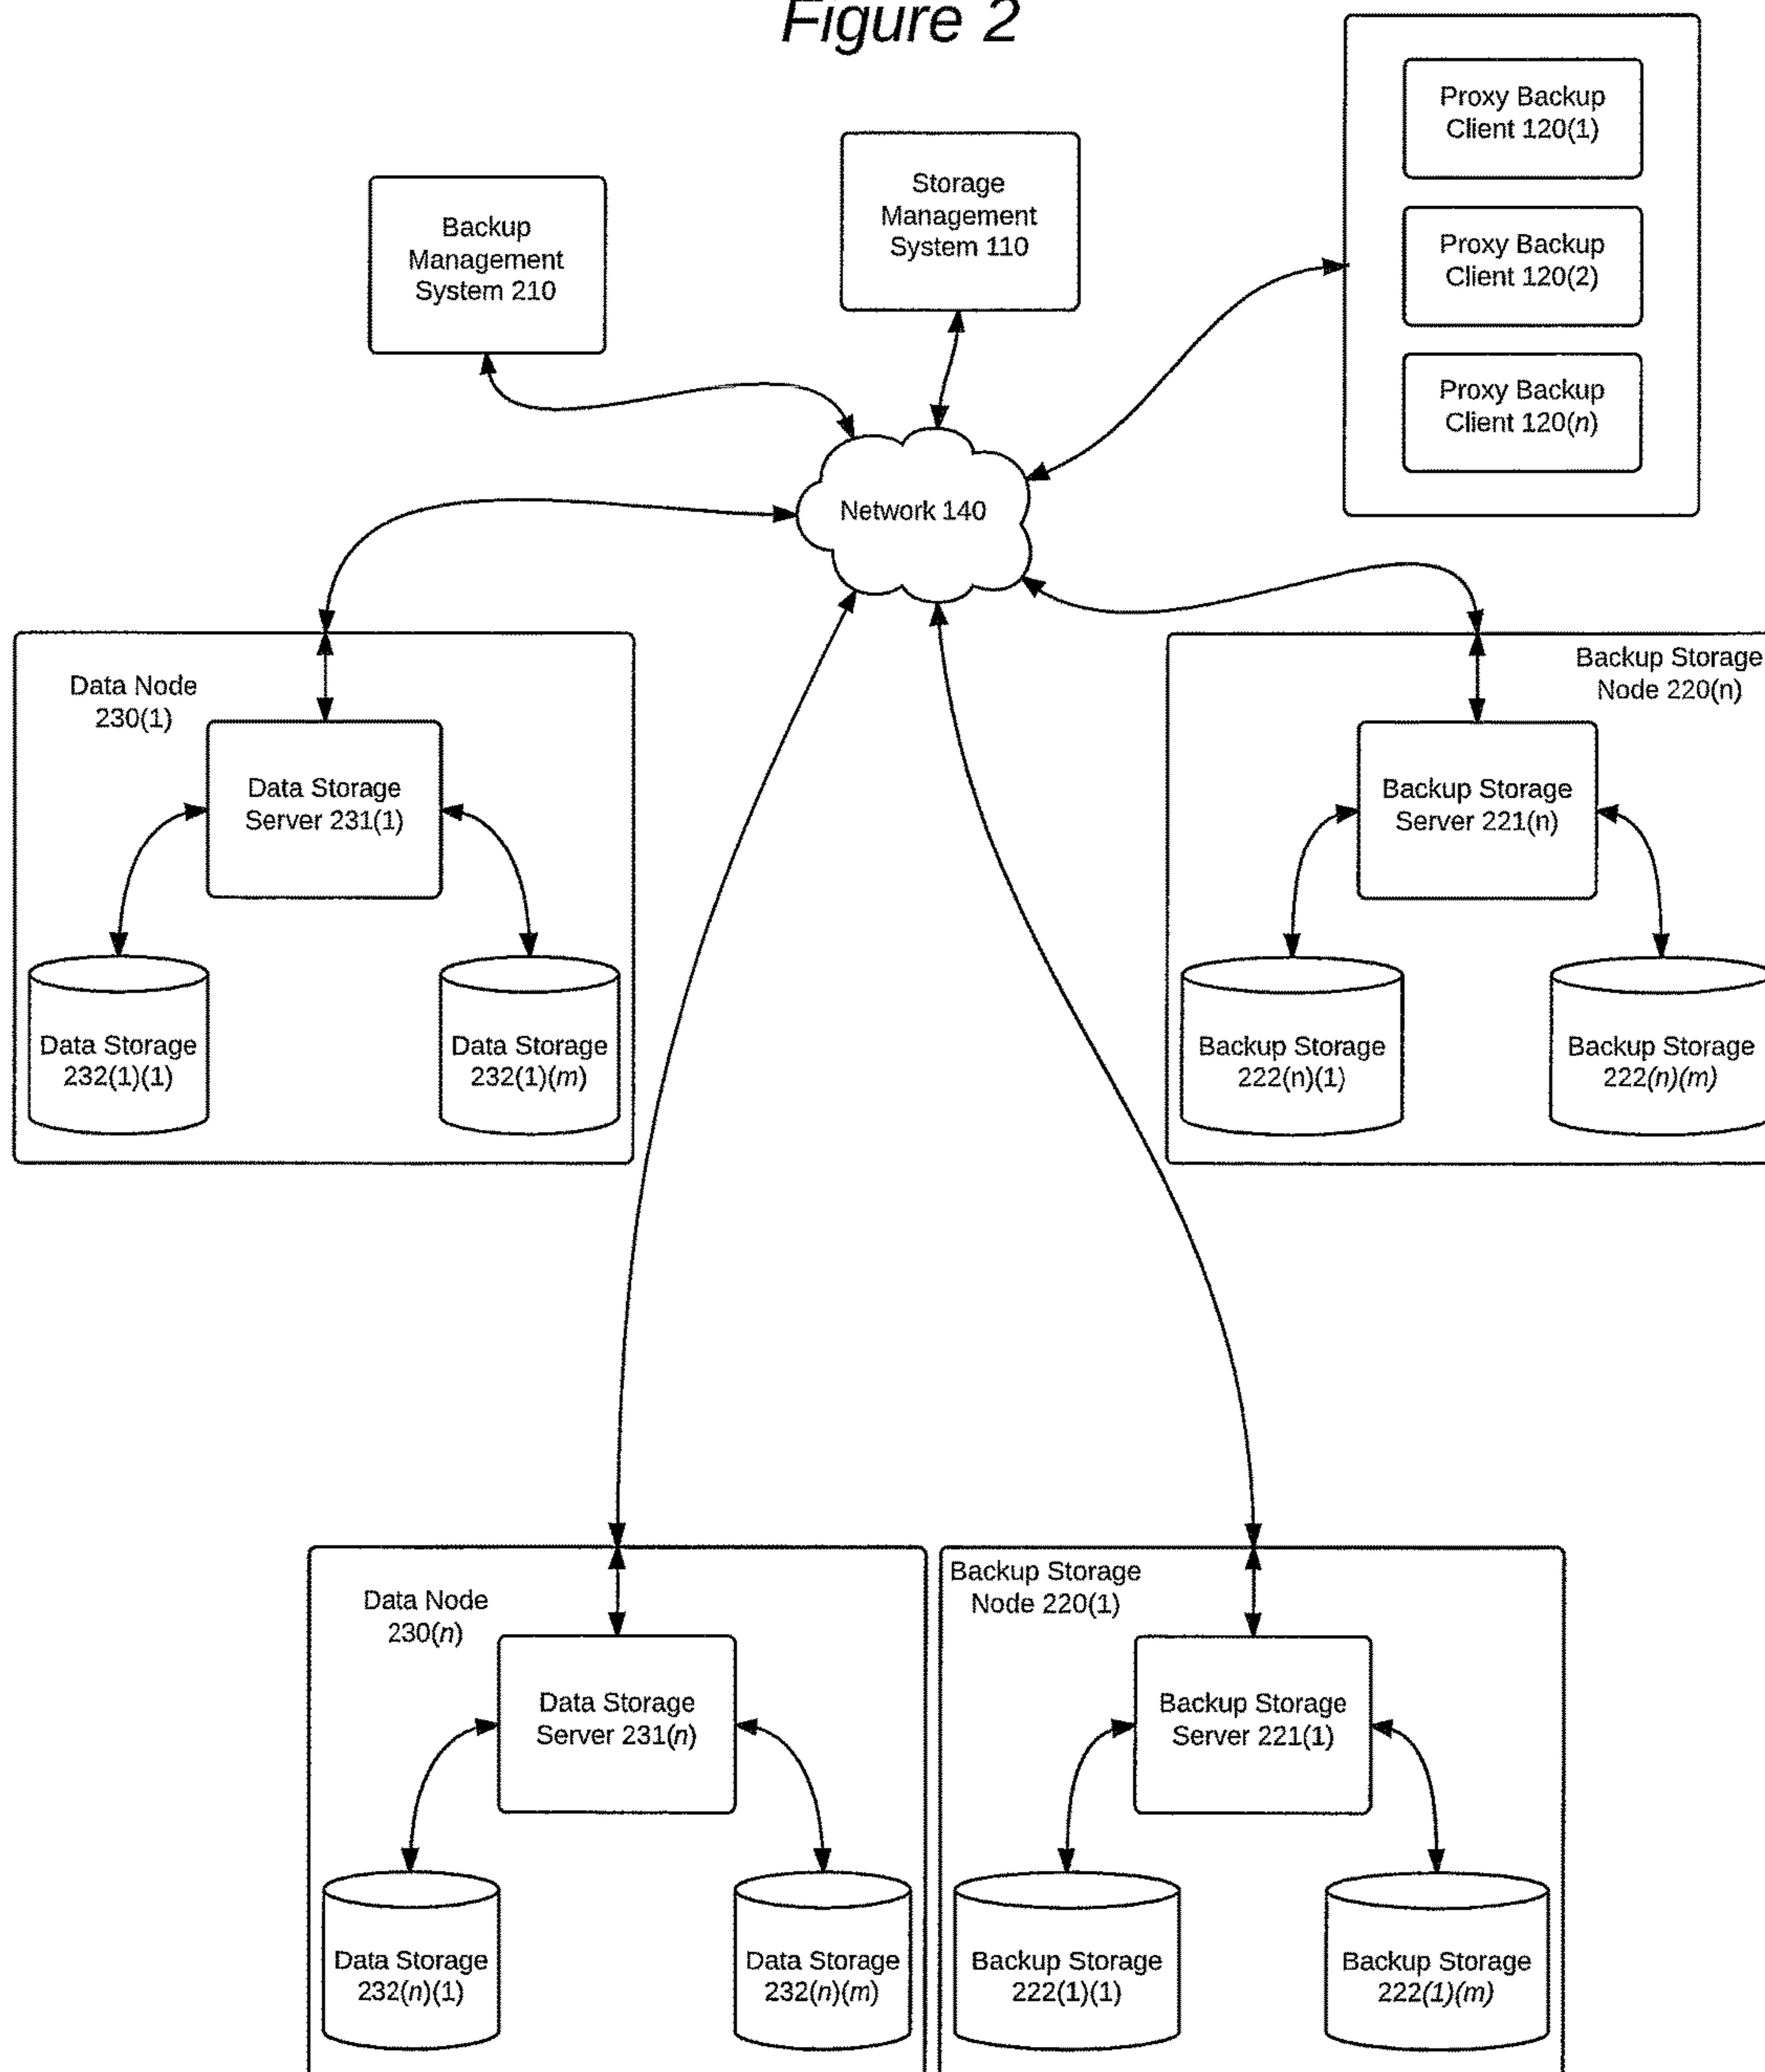 Figure 2
Proxy Backup
Client 120(1)
Proxy Backup
Client 120(2)
Proxy Backup
Client 120(n)
Storage
Management
System 110
Backup
Management
System 210
Network 140
Data Node
230(1)
Data Storage
Server 231(1)
Data Storage
232(1)(1)
Data Storage
232(1)(m)
Backup Storage
Node 220(n)
Backup Storage
Server 221(n)
Backup Storage
222(n)(1)
Backup Storage
222(n)(m)
Data Node
230(n)
Data Storage
Server 231(n)
Data Storage
232(n)(1)
Data Storage
232(n)(m)
Backup Storage
Node 220(1)
Backup Storage
Server 221(1)
Backup Storage
222(1)(1)
Backup Storage
222(1)(m)